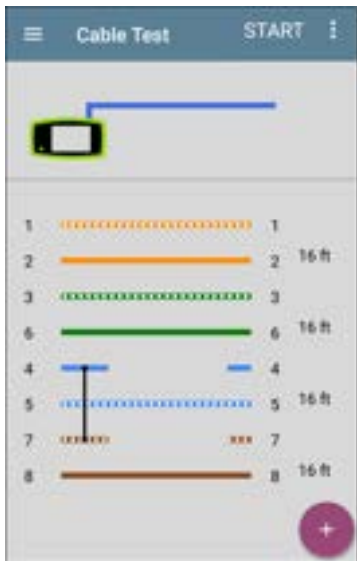 Cable Test START
1 1
2 2 16 ft
3 3
6 6 16 ft
4 4
5 5 16 ft
7 7
8 8 16 ft
+